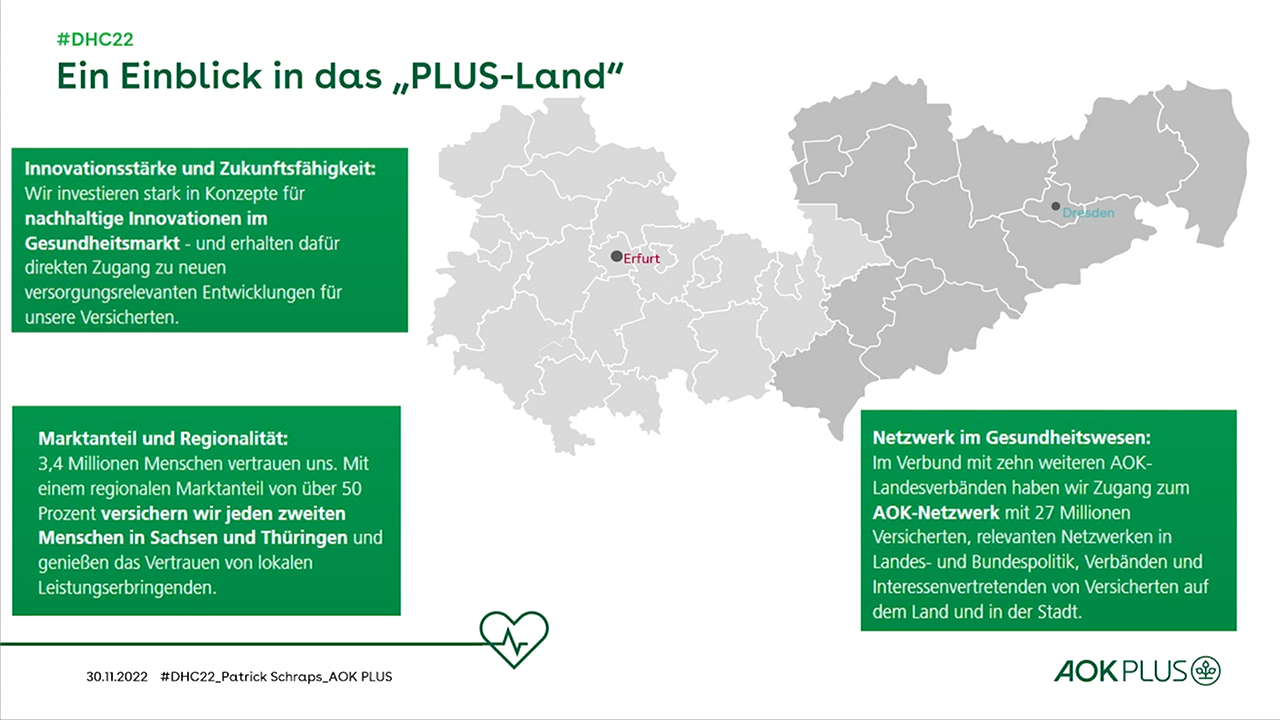 #DHC22
Ein Einblick in das „PLUS-Land“
Innovationsstärke und Zukunftsfähigkeit:
Wir investieren stark in Konzepte für
nachhaltige Innovationen im
Gesundheitsmarkt - und erhalten dafür
direkten Zugang zu neuen
versorgungsrelevanten Entwicklungen für
unsere Versicherten.
Erfurt
Dresden
Marktanteil und Regionalität:
3,4 Millionen Menschen vertrauen uns. Mit
einem regionalen Marktanteil von über 50
Prozent versichern wir jeden zweiten
Menschen in Sachsen und Thüringen und
genießen das Vertrauen von lokalen
Leistungserbringenden.
Netzwerk im Gesundheitswesen:
Im Verbund mit zehn weiteren AOK-
Landesverbänden haben wir Zugang zum
AOK-Netzwerk mit 27 Millionen
Versicherten, relevanten Netzwerken in
Landes- und Bundespolitik, Verbänden und
Interessenvertretenden von Versicherten auf
dem Land und in der Stadt.
30.11.2022 #DHC22_Patrick Schraps_AOK PLUS
AOK PLUS